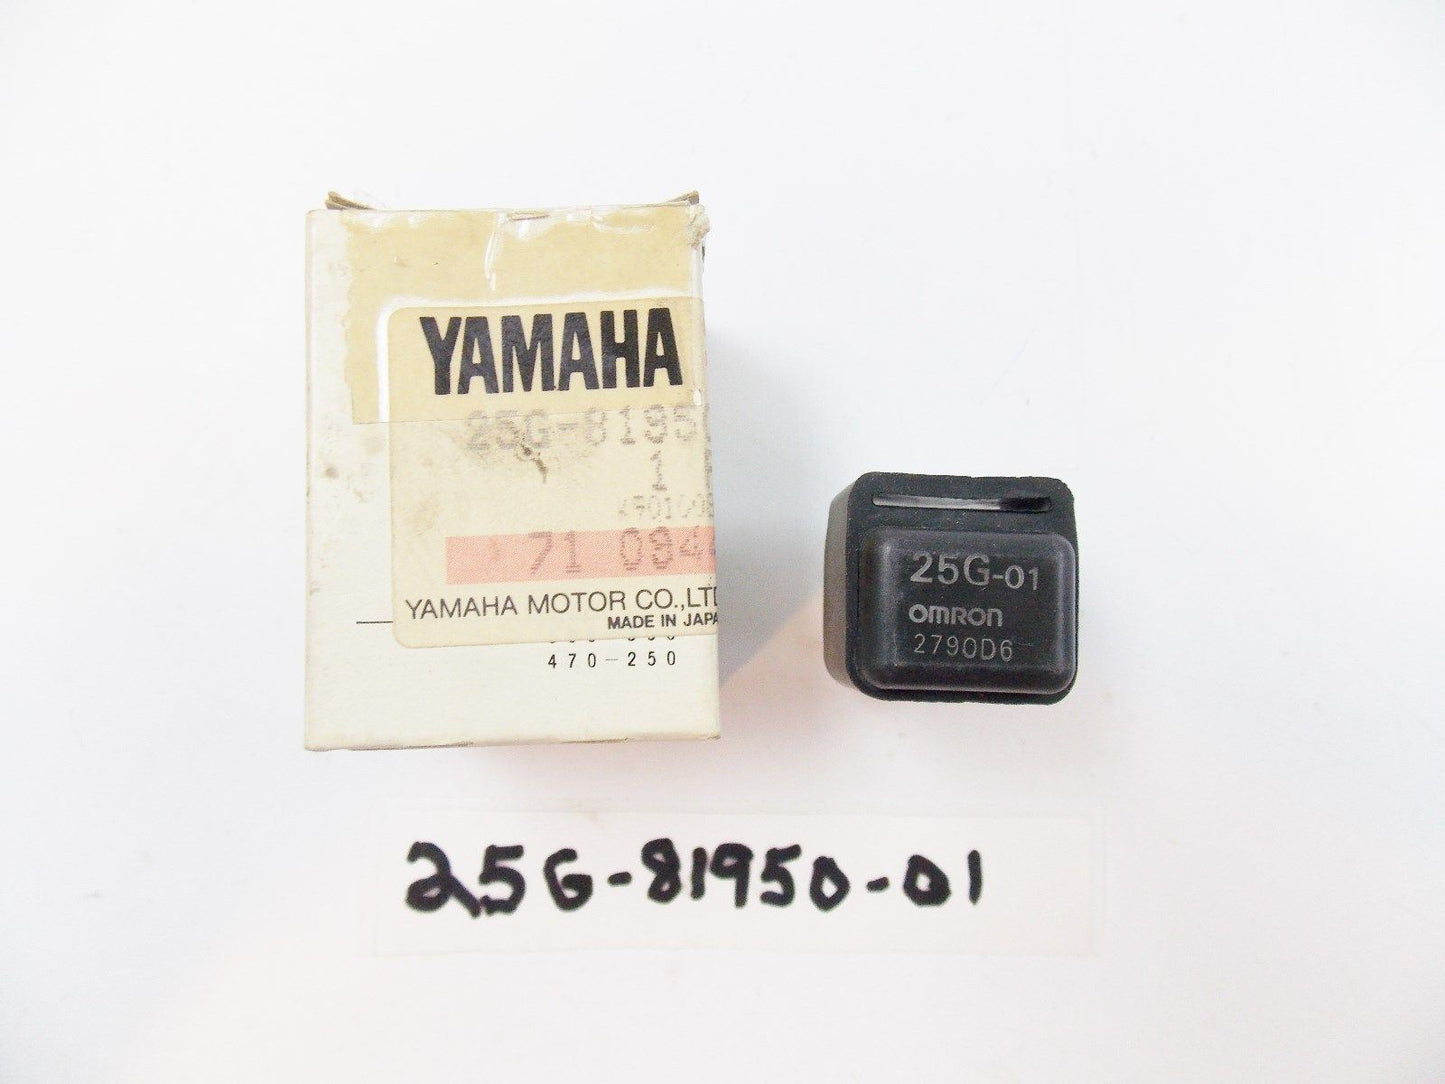 YAMAHA
25G-8195
1
71 094
YAMAHA MOTOR CO.,LTD
MADE IN JAPA
470-250
25G-01
OMRON
2790D6
25G-81950-01